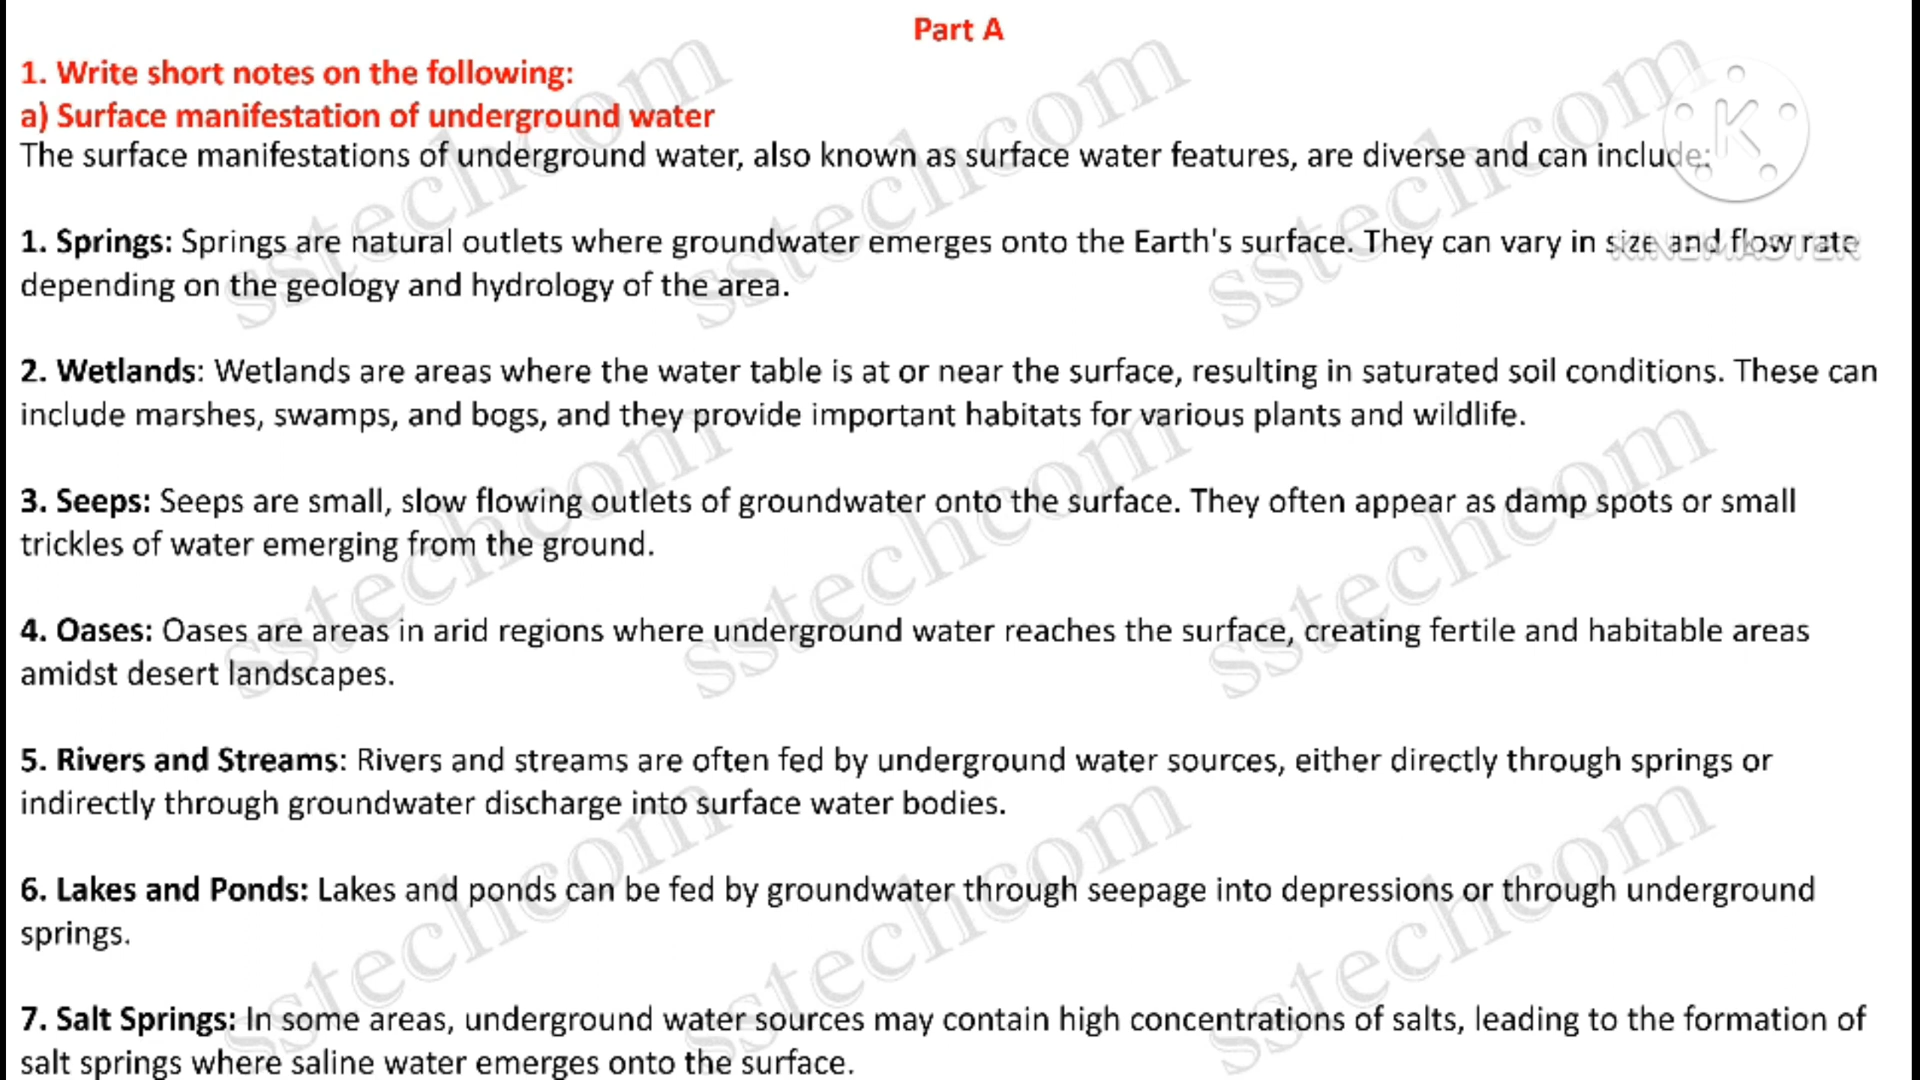 Part A
1. Write short notes on the following:
a) Surface manifestation of underground water
The surface manifestations of underground water, also known as surface water features, are diverse and can include:
K
1. Springs: Springs are natural outlets where groundwater emerges onto the Earth's surface. They can vary in size and flow rate
KINEMASTER
depending on the geology and hydrology of the area.
2. Wetlands: Wetlands are areas where the water table is at or near the surface, resulting in saturated soil conditions. These can
include marshes, swamps, and bogs, and they provide important habitats for various plants and wildlife.
3. Seeps: Seeps are small, slow flowing outlets of groundwater onto the surface. They often appear as damp spots or small
trickles of water emerging from the ground.
4. Oases: Oases are areas in arid regions where underground water reaches the surface, creating fertile and habitable areas
amidst desert landscapes.
5. Rivers and Streams: Rivers and streams are often fed by underground water sources, either directly through springs or
indirectly through groundwater discharge into surface water bodies.
6. Lakes and Ponds: Lakes and ponds can be fed by groundwater through seepage into depressions or through underground
springs.
7. Salt Springs: In some areas, underground water sources may contain high concentrations of salts, leading to the formation of
salt springs where saline water emerges onto the surface.
sstechcom
sstechcom
sstechcom
sstechcom
sstechcom
sstechcom
sstechcom
sstechcom
sstechcom